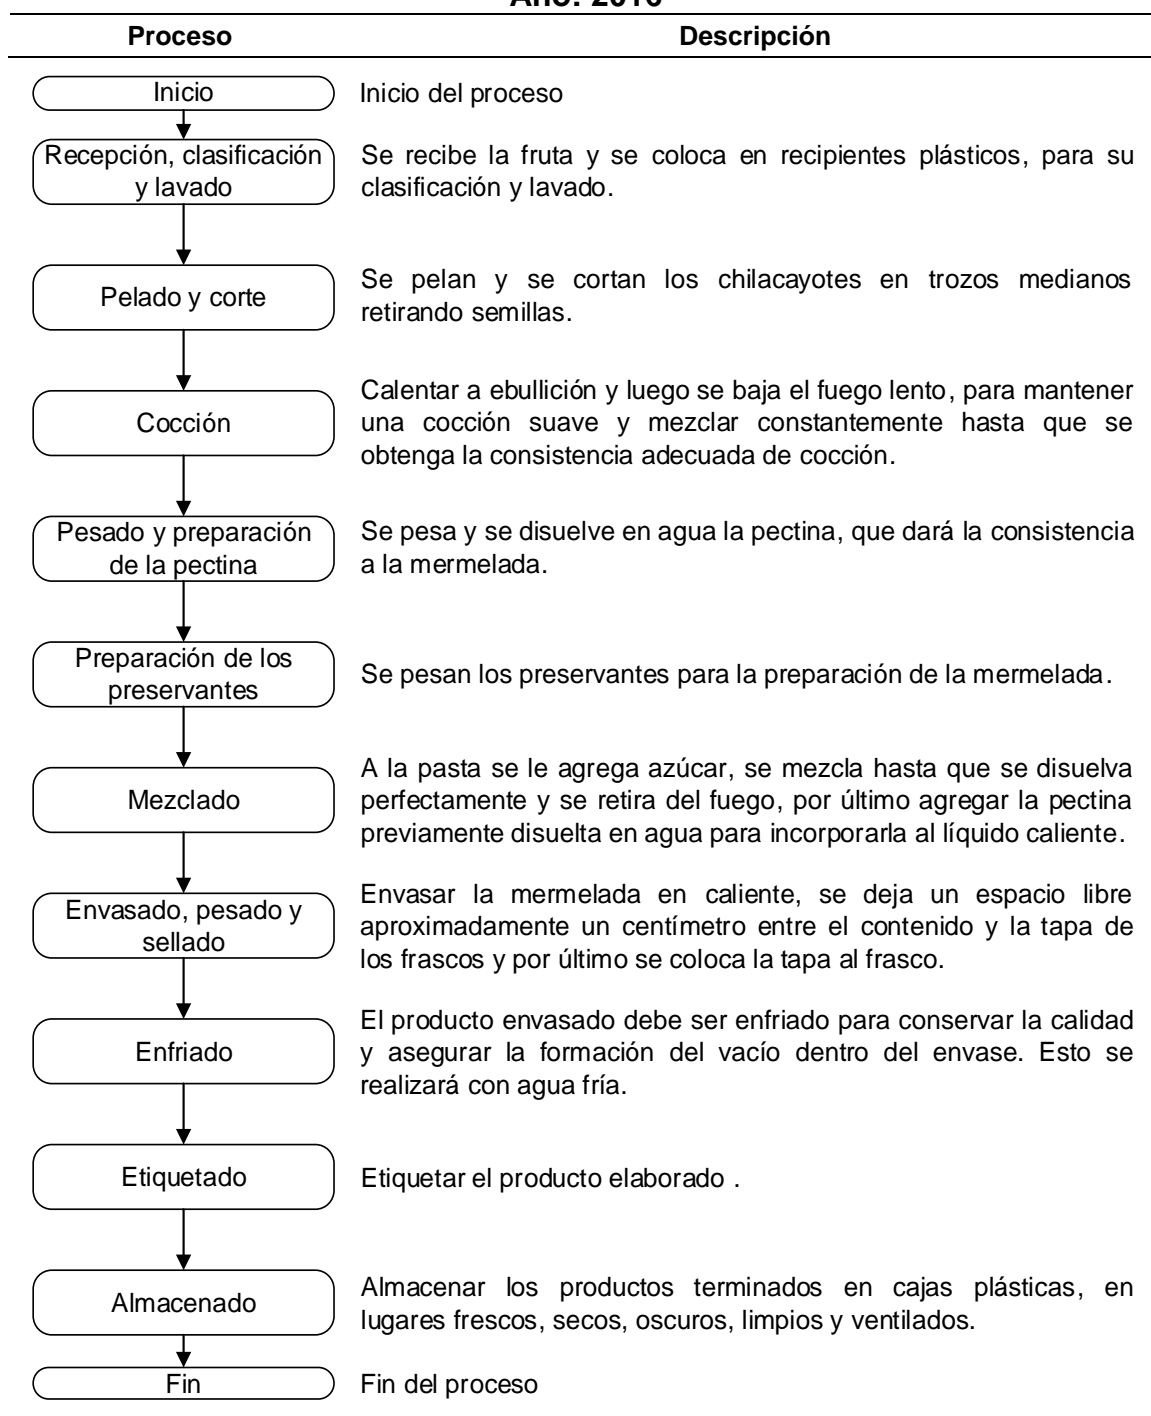 Año: 2016
Proceso Descripción
Inicio Inicio del proceso
Recepción, clasificación
y lavado
Se recibe la fruta y se coloca en recipientes plásticos, para su
clasificación y lavado.
Pelado y corte
Se pelan y se cortan los chilacayotes en trozos medianos
retirando semillas.
Cocción
Calentar a ebullición y luego se baja el fuego lento, para mantener
una cocción suave y mezclar constantemente hasta que se
obtenga la consistencia adecuada de cocción.
Pesado y preparación
de la pectina
Se pesa y se disuelve en agua la pectina, que dará la consistencia
a la mermelada.
Preparación de los
preservantes
Se pesan los preservantes para la preparación de la mermelada.
Mezclado
A la pasta se le agrega azúcar, se mezcla hasta que se disuelva
perfectamente y se retira del fuego, por último agregar la pectina
previamente disuelta en agua para incorporarla al líquido caliente.
Envasado, pesado y
sellado
Envasar la mermelada en caliente, se deja un espacio libre
aproximadamente un centímetro entre el contenido y la tapa de
los frascos y por último se coloca la tapa al frasco.
Enfriado
El producto envasado debe ser enfriado para conservar la calidad
y asegurar la formación del vacío dentro del envase. Esto se
realizará con agua fría.
Etiquetado
Etiquetar el producto elaborado .
Almacenado
Almacenar los productos terminados en cajas plásticas, en
lugares frescos, secos, oscuros, limpios y ventilados.
Fin Fin del proceso